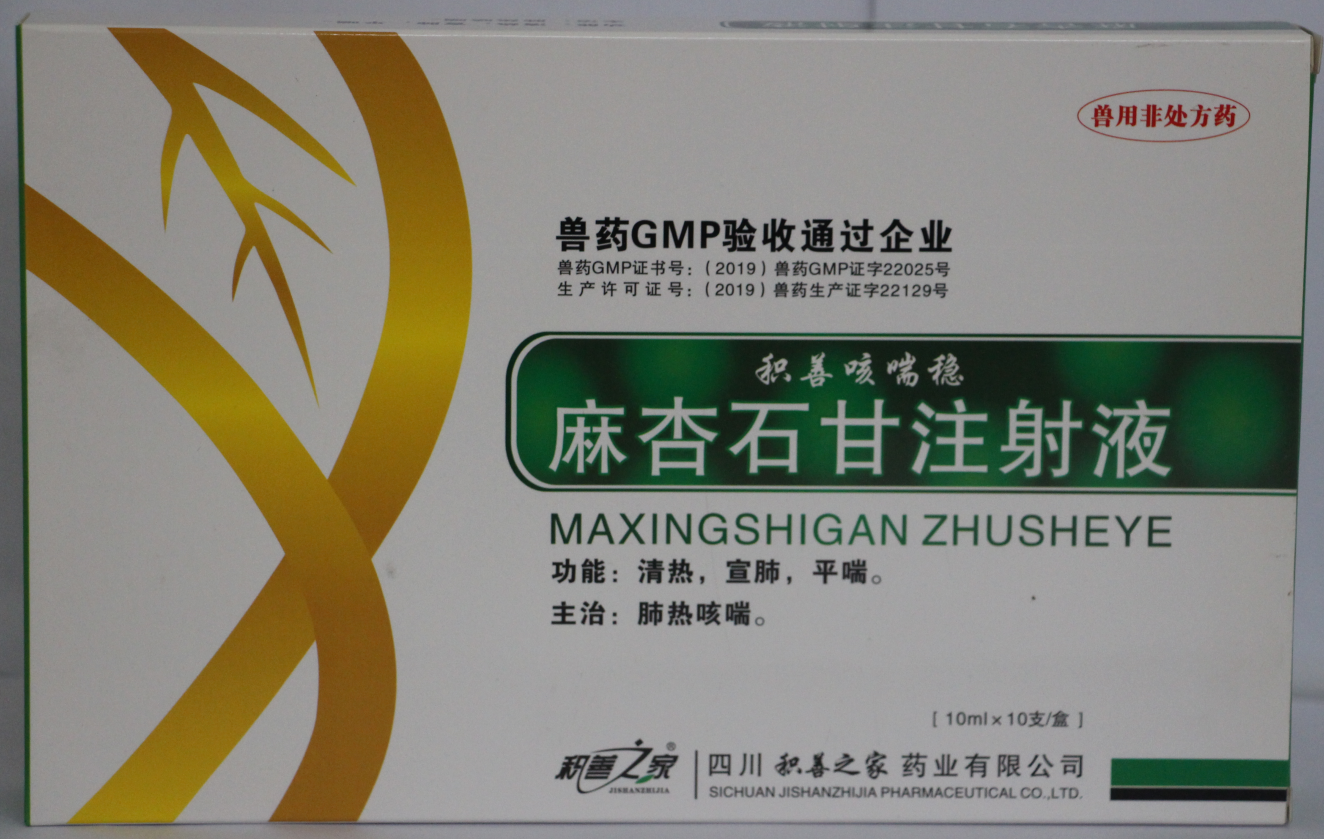 兽用非处方药
兽药GMP验收通过企业
兽药GMP证书号：（2019）兽药GMP证字22025号
生产许可证号：（2019）兽药生产证字22129号
积善咳喘稳
麻杏石甘注射液
MAXINGSHIGAN ZHUSHEYE
功能：清热，宣肺，平喘。
主治：肺热咳喘。
[ 10ml×10支/盒 ]
积善之家®
JISHANZHIJIA
四川积善之家药业有限公司
SICHUAN JISHANZHIJIA PHARMACEUTICAL CO.,LTD.